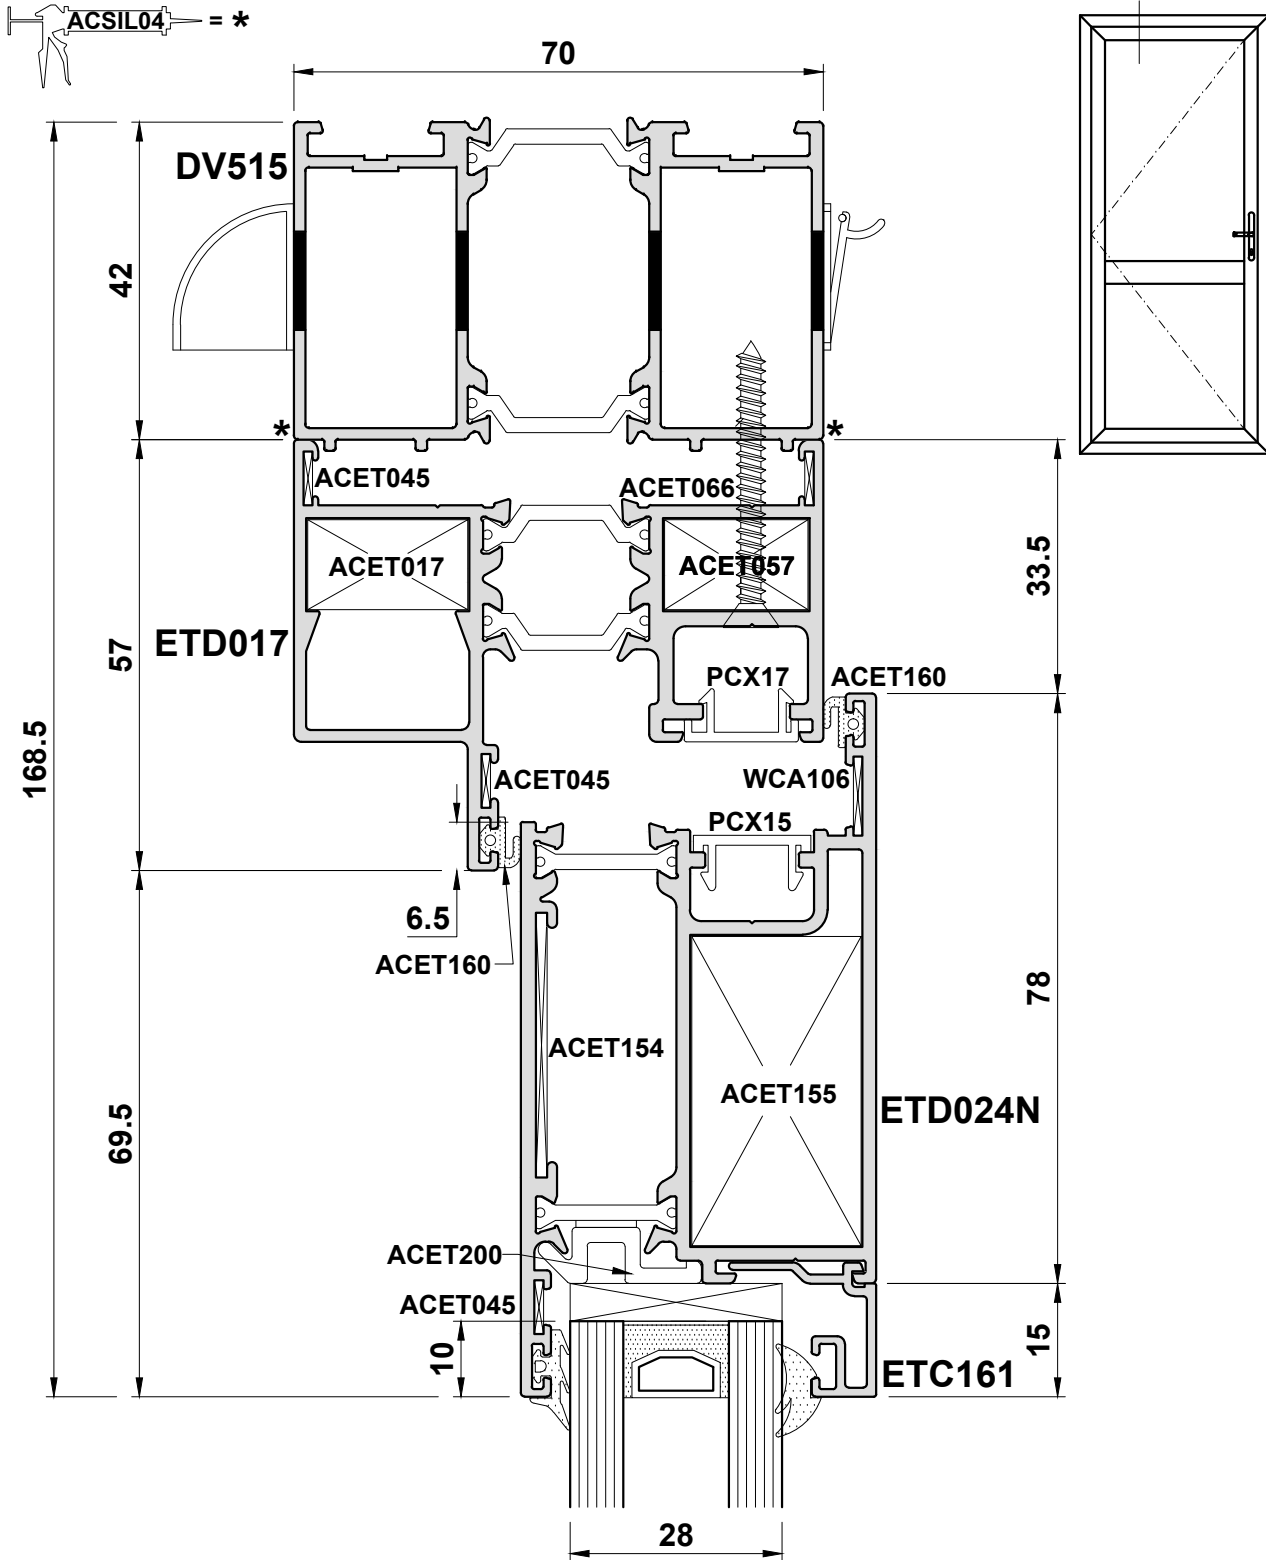 ACSIL04 = *
70
DV515
42
*
*
ACET045
ACET066
ACET017
ACET057
33.5
ETD017
57
PCX17
ACET160
168.5
ACET045
WCA106
PCX15
6.5
ACET160
78
ACET154
ACET155
ETD024N
69.5
ACET200
ACET045
10
15
ETC161
28